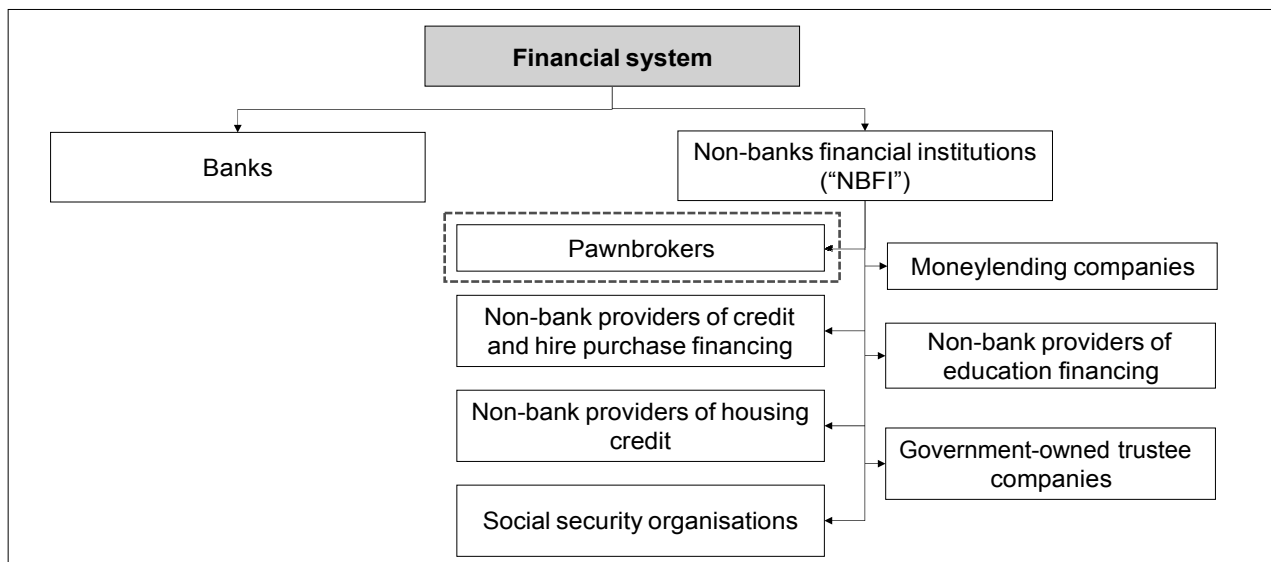 Financial system
Banks
Non-banks financial institutions
(“NBFI”)
Pawnbrokers
Moneylending companies
Non-bank providers of credit
and hire purchase financing
Non-bank providers of
education financing
Non-bank providers of housing
credit
Government-owned trustee
companies
Social security organisations